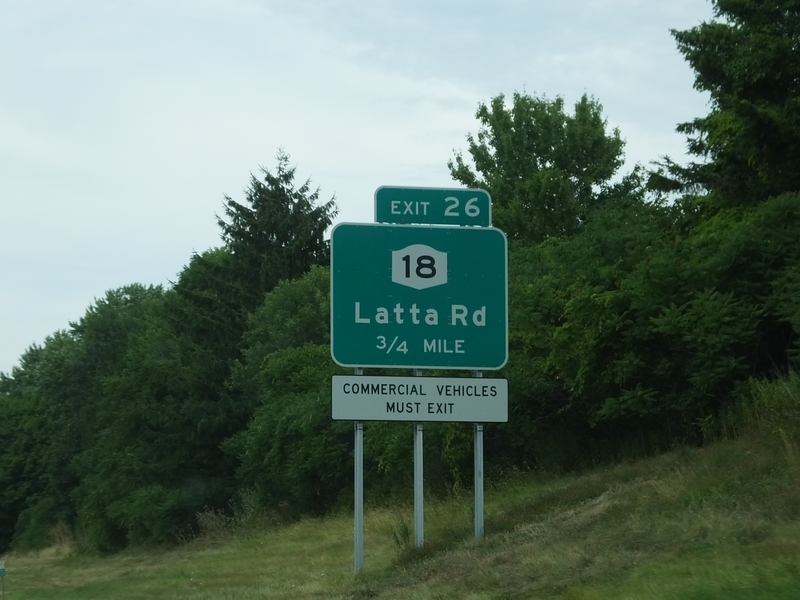 EXIT 26
18
Latta Rd
3/4 MILE
COMMERCIAL VEHICLES
MUST EXIT